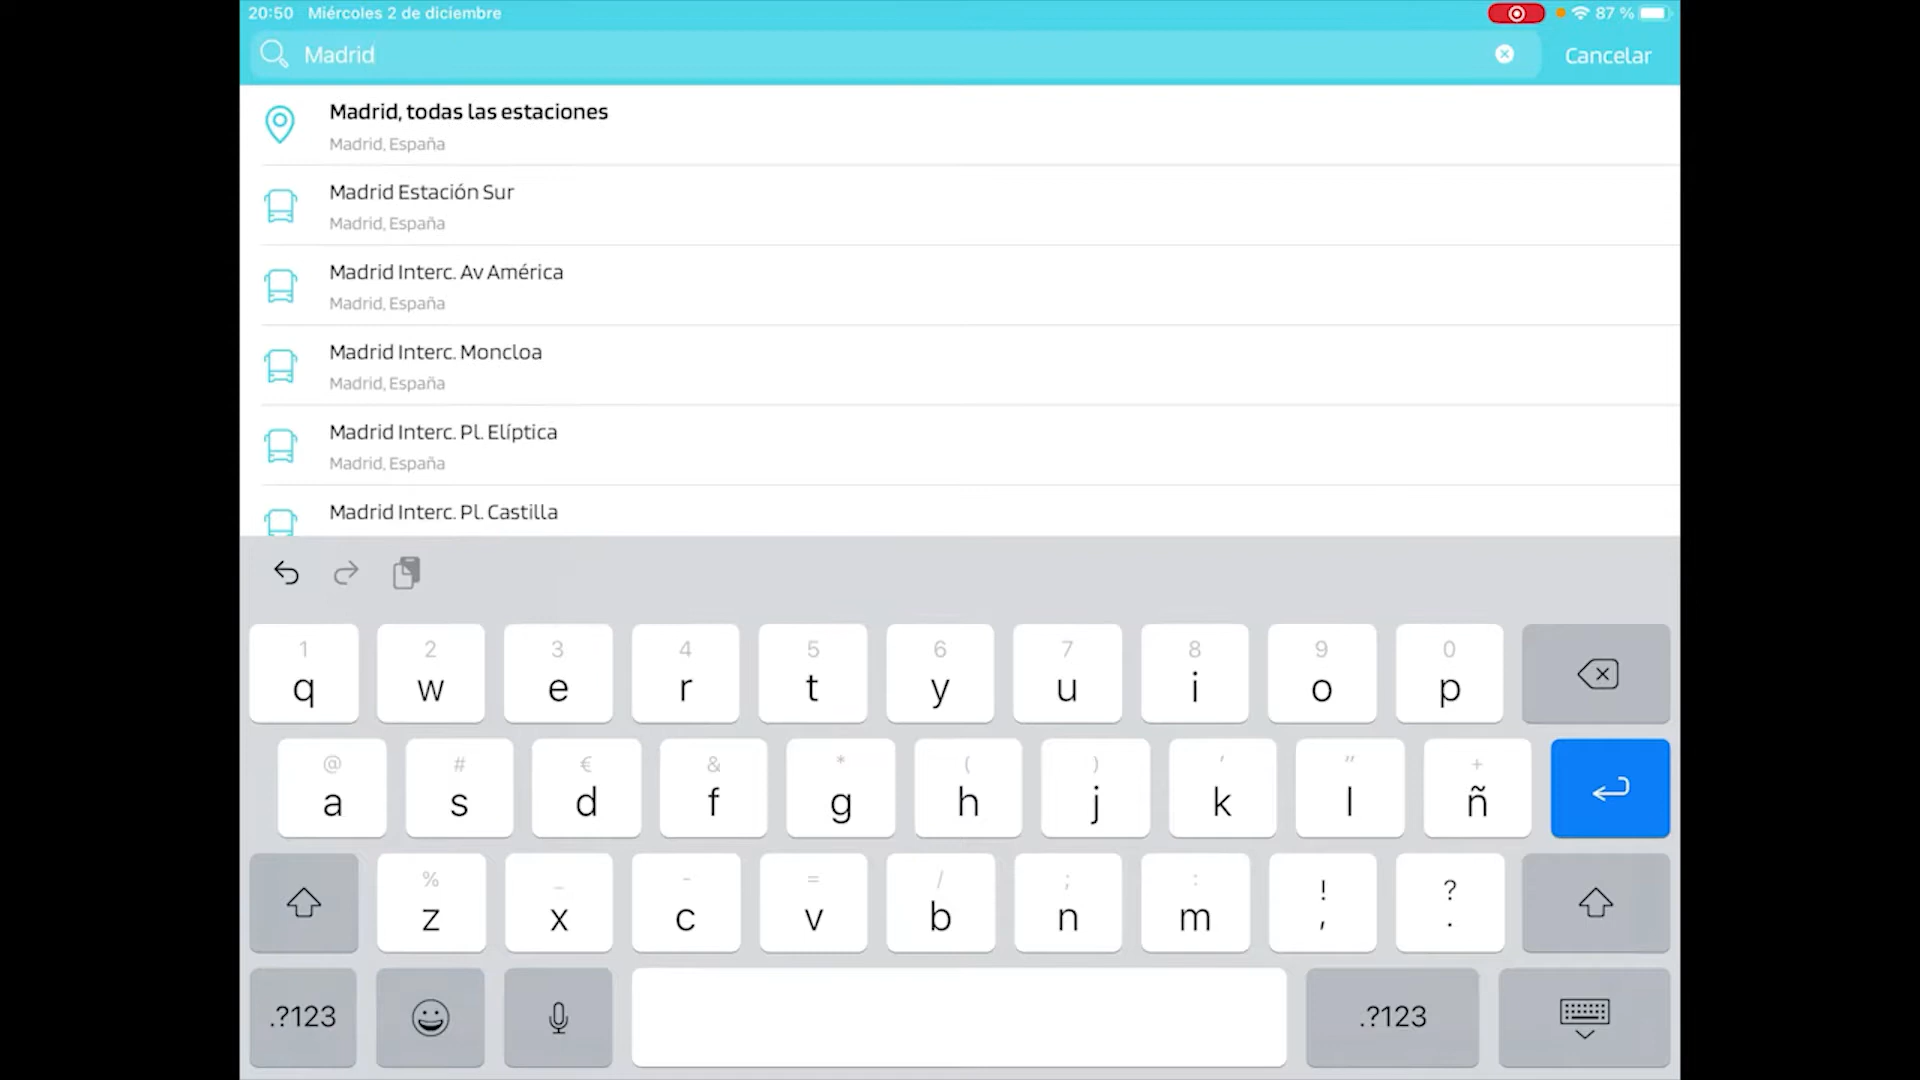 20:50 Miércoles 2 de diciembre 87 %
Madrid Cancelar
Madrid, todas las estaciones
Madrid, España
Madrid Estación Sur
Madrid, España
Madrid Interc. Av América
Madrid, España
Madrid Interc. Moncloa
Madrid, España
Madrid Interc. Pl. Elíptica
Madrid, España
Madrid Interc. Pl. Castilla
1 2 3 4 5 6 7 8 9 0
q w e r t y u i o p
@ # € & * ( ) ' " +
a s d f g h j k l ñ
% _ - = / ; : ! ?
z x c v b n m , .
.?123 .?123